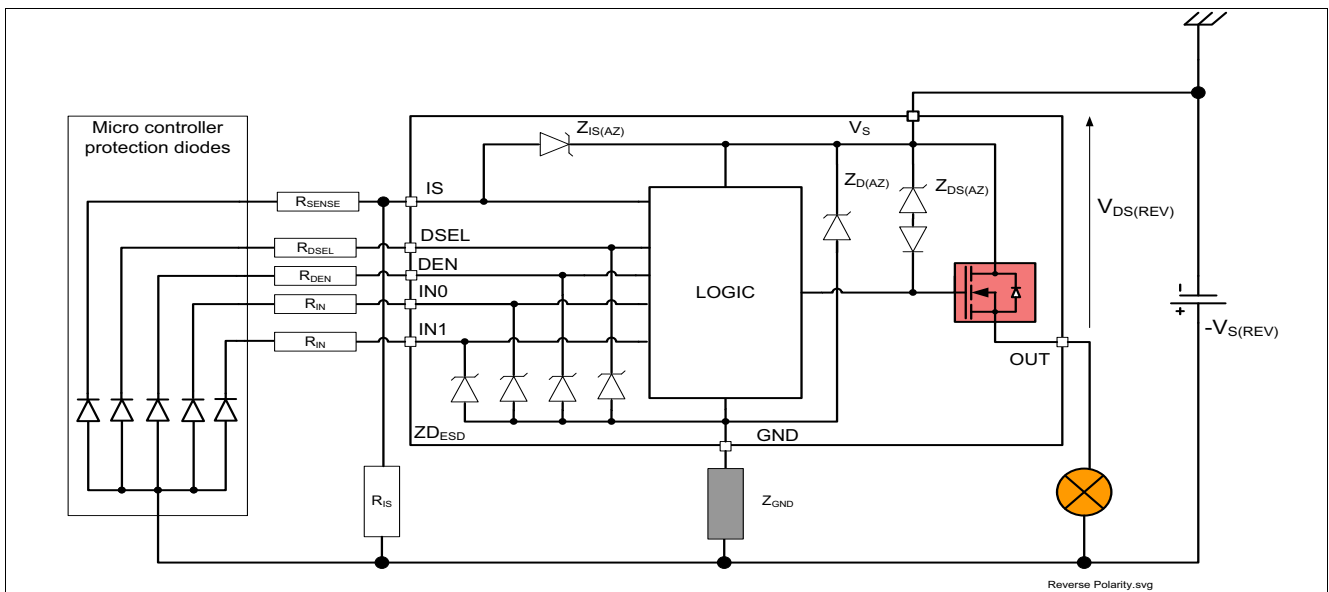 Micro controller
protection diodes
Z_IS(AZ)
V_S
IS
R_SENSE
Z_D(AZ)
Z_DS(AZ)
V_DS(REV)
DSEL
R_DSEL
DEN
R_DEN
LOGIC
IN0
R_IN
-
+
-V_S(REV)
IN1
R_IN
OUT
ZD_ESD
GND
R_IS
Z_GND
Reverse Polarity.svg